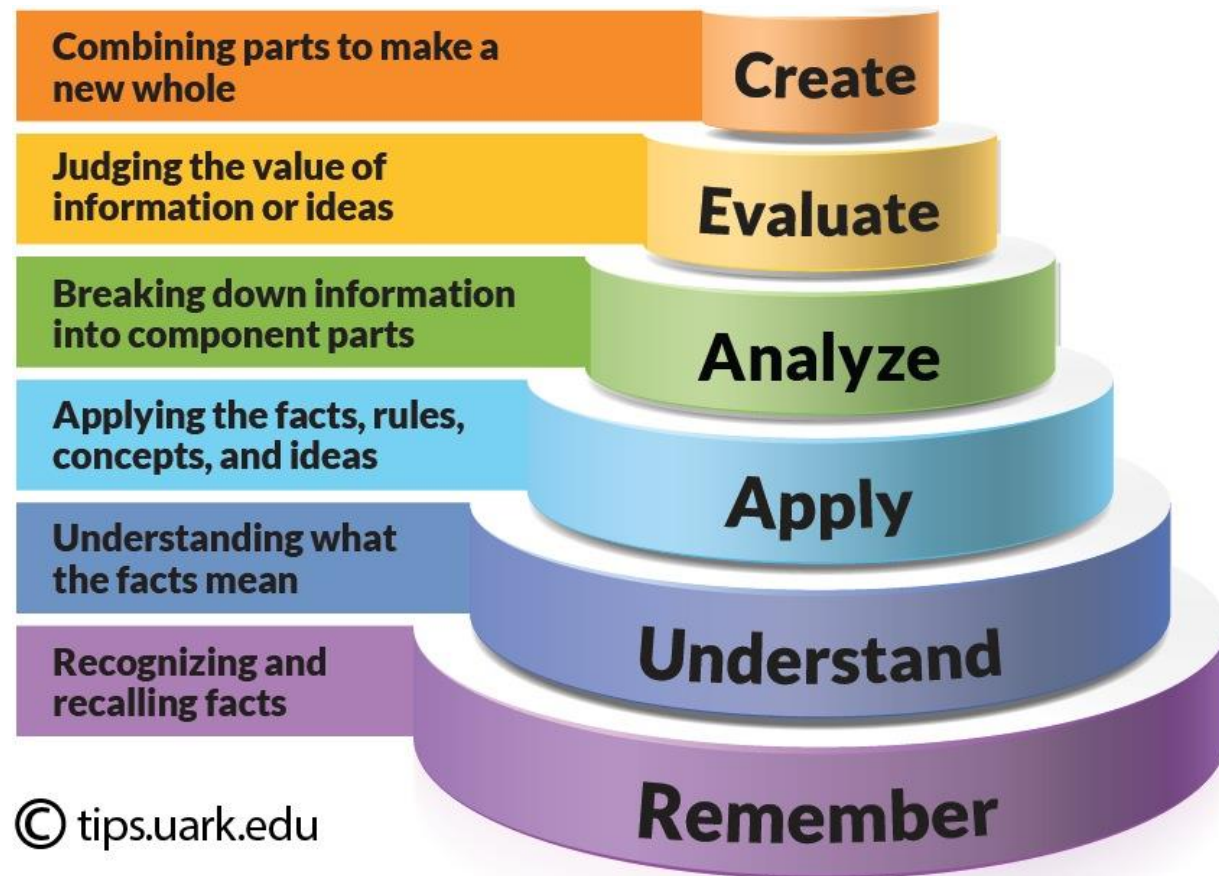 Combining parts to make a
new whole
Create
Judging the value of
information or ideas
Evaluate
Breaking down information
into component parts
Analyze
Applying the facts, rules,
concepts, and ideas
Apply
Understanding what
the facts mean
Understand
Recognizing and
recalling facts
Remember
© tips.uark.edu